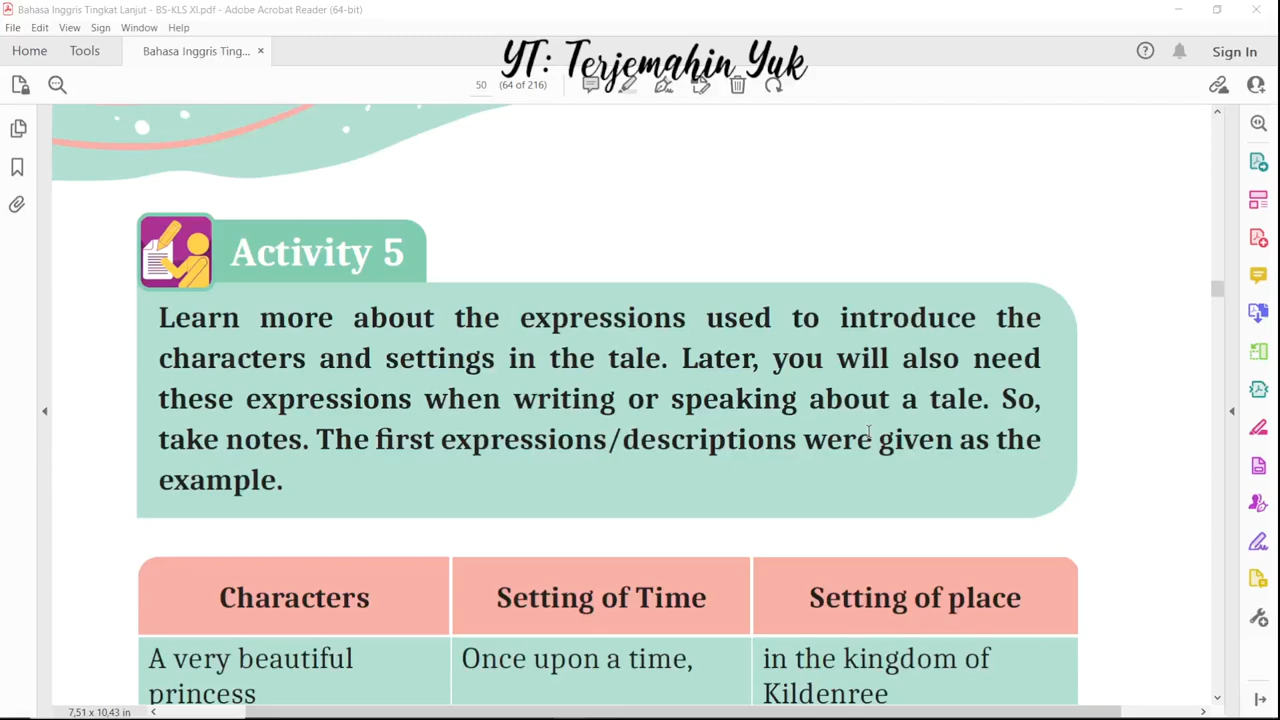 Bahasa Inggris Tingkat Lanjut - BS-KLS XI.pdf - Adobe Acrobat Reader (64-bit)
File Edit View Sign Window Help
Home Tools Bahasa Inggris Ting... × Sign In
YT: Terjemahin Yuk
50 (64 of 216)
Activity 5
Learn more about the expressions used to introduce the
characters and settings in the tale. Later, you will also need
these expressions when writing or speaking about a tale. So,
take notes. The first expressions/descriptions were given as the
example.
Characters Setting of Time Setting of place
A very beautiful Once upon a time, in the kingdom of
princess Kildenree
7,51 x 10,43 in